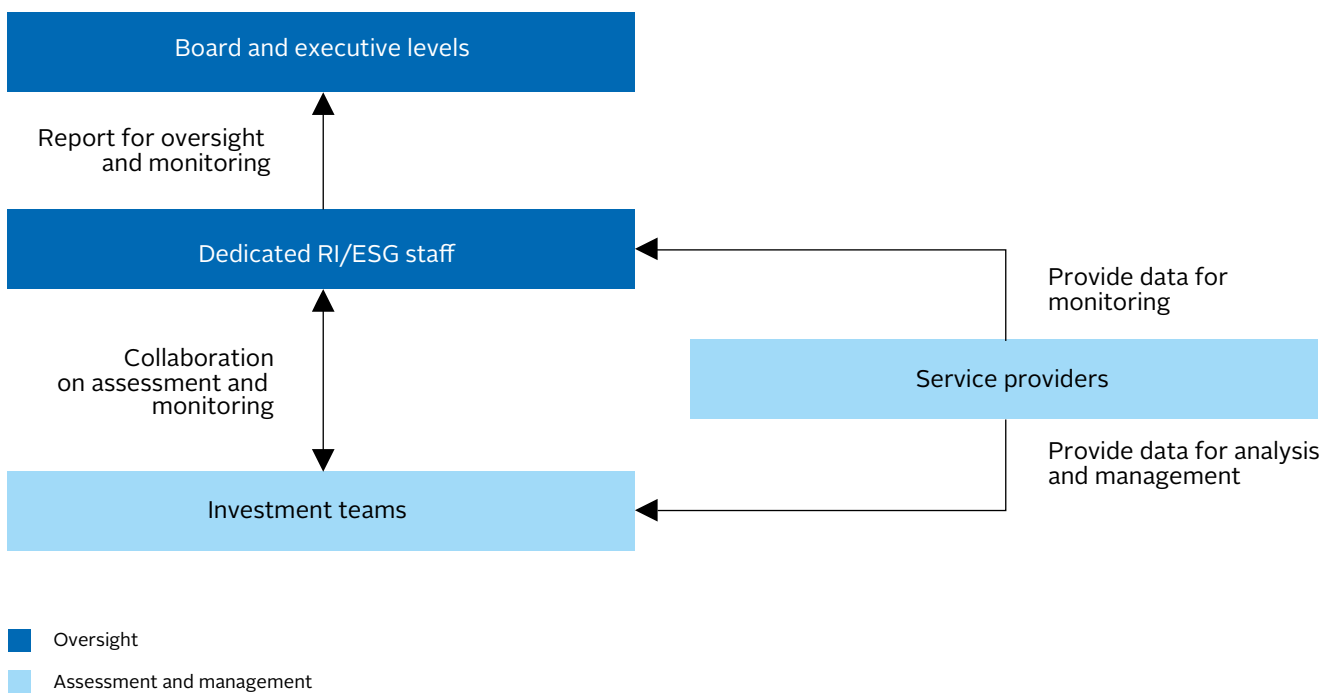 Board and executive levels
Report for oversight
and monitoring
Dedicated RI/ESG staff
Provide data for
monitoring
Collaboration
on assessment and
monitoring
Service providers
Provide data for analysis
and management
Investment teams
Oversight
Assessment and management